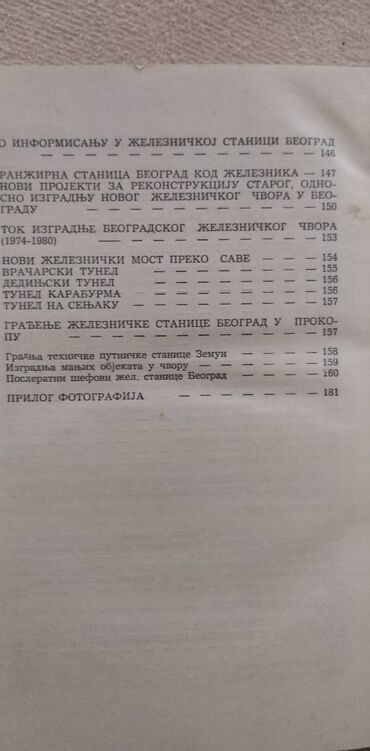 О ИНФОРМИСАЊУ У ЖЕЛЕЗНИЧКОЈ СТАНИЦИ БЕОГРАД
— — — — — — — — — — — — 146
РАНЖИРНА СТАНИЦА БЕОГРАД КОД ЖЕЛЕЗНИКА — 147
НОВИ ПРОЈЕКТИ ЗА РЕКОНСТРУКЦИЈУ СТАРОГ, ОДНО-
СНО ИЗГРАДЊУ НОВОГ ЖЕЛЕЗНИЧКОГ ЧВОРА У БЕО-
ГРАДУ — — — — — — — — — — 150
ТОК ИЗГРАДЊЕ БЕОГРАДСКОГ ЖЕЛЕЗНИЧКОГ ЧВОРА
(1974-1980) — — — — — — — — — 153
НОВИ ЖЕЛЕЗНИЧКИ МОСТ ПРЕКО САВЕ — — — 154
ВРАЧАРСКИ ТУНЕЛ — — — — — — 155
ДЕДИЊСКИ ТУНЕЛ — — — — — — 156
ТУНЕЛ КАРАБУРМА — — — — — — 156
ТУНЕЛ НА СЕЊАКУ — — — — — — 157
ГРАЂЕЊЕ ЖЕЛЕЗНИЧКЕ СТАНИЦЕ БЕОГРАД У ПРОКО-
ПУ — — — — — — — — — — — 157
Градња техничке путничке станице Земун — — — 158
Изградња мањих објеката у чвору — — — — — 159
Послератни шефови жел. станице Београд — — — — 160
ПРИЛОГ ФОТОГРАФИЈА — — — — — — 181